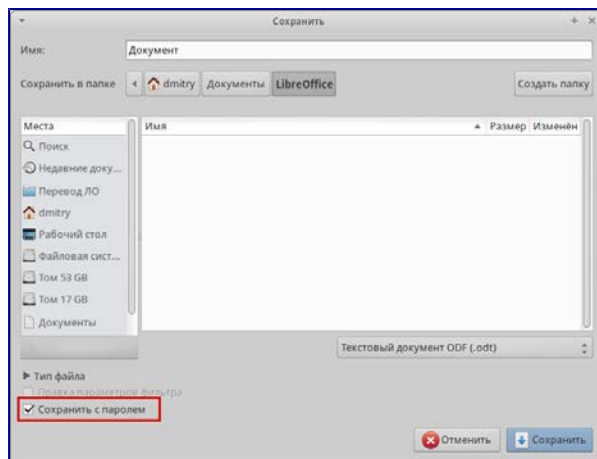 Сохранить
Имя: Документ
Сохранить в папке dmitry Документы LibreOffice Создать папку
Места Имя Размер Изменён
Поиск
Недавние доку...
Перевод ЛО
dmitry
Рабочий стол
Файловая сист...
Том 53 GB
Том 17 GB
Документы
Текстовый документ ODF (.odt)
Тип файла
Правка параметров фильтра
Сохранить с паролем
Отменить Сохранить